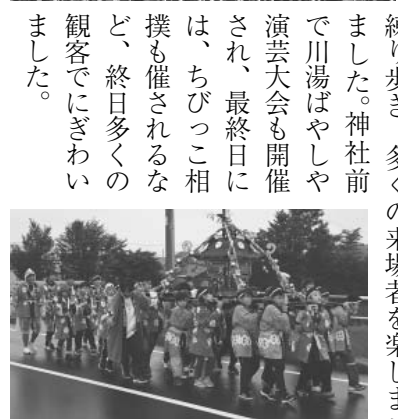 練り歩き、多くの来場者を楽しませ
ました。神社前
で川湯ばやしや
演芸大会も開催
され、最終日に
は、ちびっこ相
撲も催されるな
ど、終日多くの
観客でにぎわい
ました。